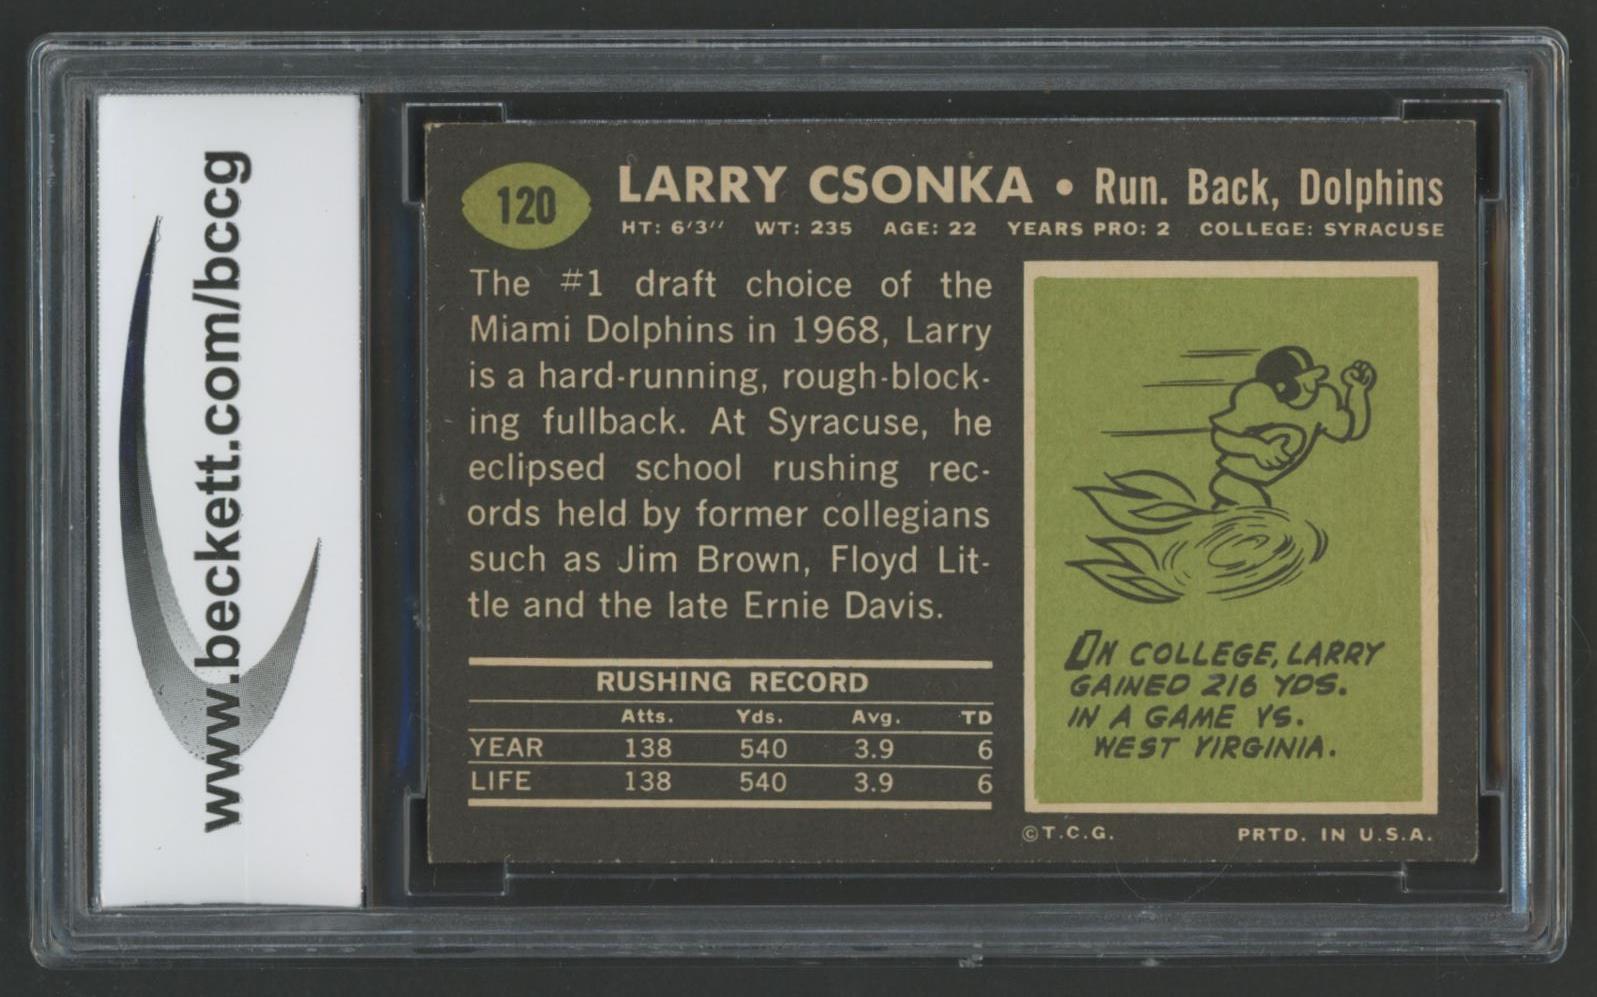 www.beckett.com/bccg
120
LARRY CSONKA • Run. Back, Dolphins
HT: 6'3" WT: 235 AGE: 22 YEARS PRO: 2 COLLEGE: SYRACUSE
The #1 draft choice of the
Miami Dolphins in 1968, Larry
is a hard-running, rough-block-
ing fullback. At Syracuse, he
eclipsed school rushing rec-
ords held by former collegians
such as Jim Brown, Floyd Lit-
tle and the late Ernie Davis.
RUSHING RECORD
Atts. Yds. Avg. TD
YEAR 138 540 3.9 6
LIFE 138 540 3.9 6
ON COLLEGE, LARRY
GAINED 216 YDS.
IN A GAME VS.
WEST VIRGINIA.
©T.C.G. PRTD. IN U.S.A.